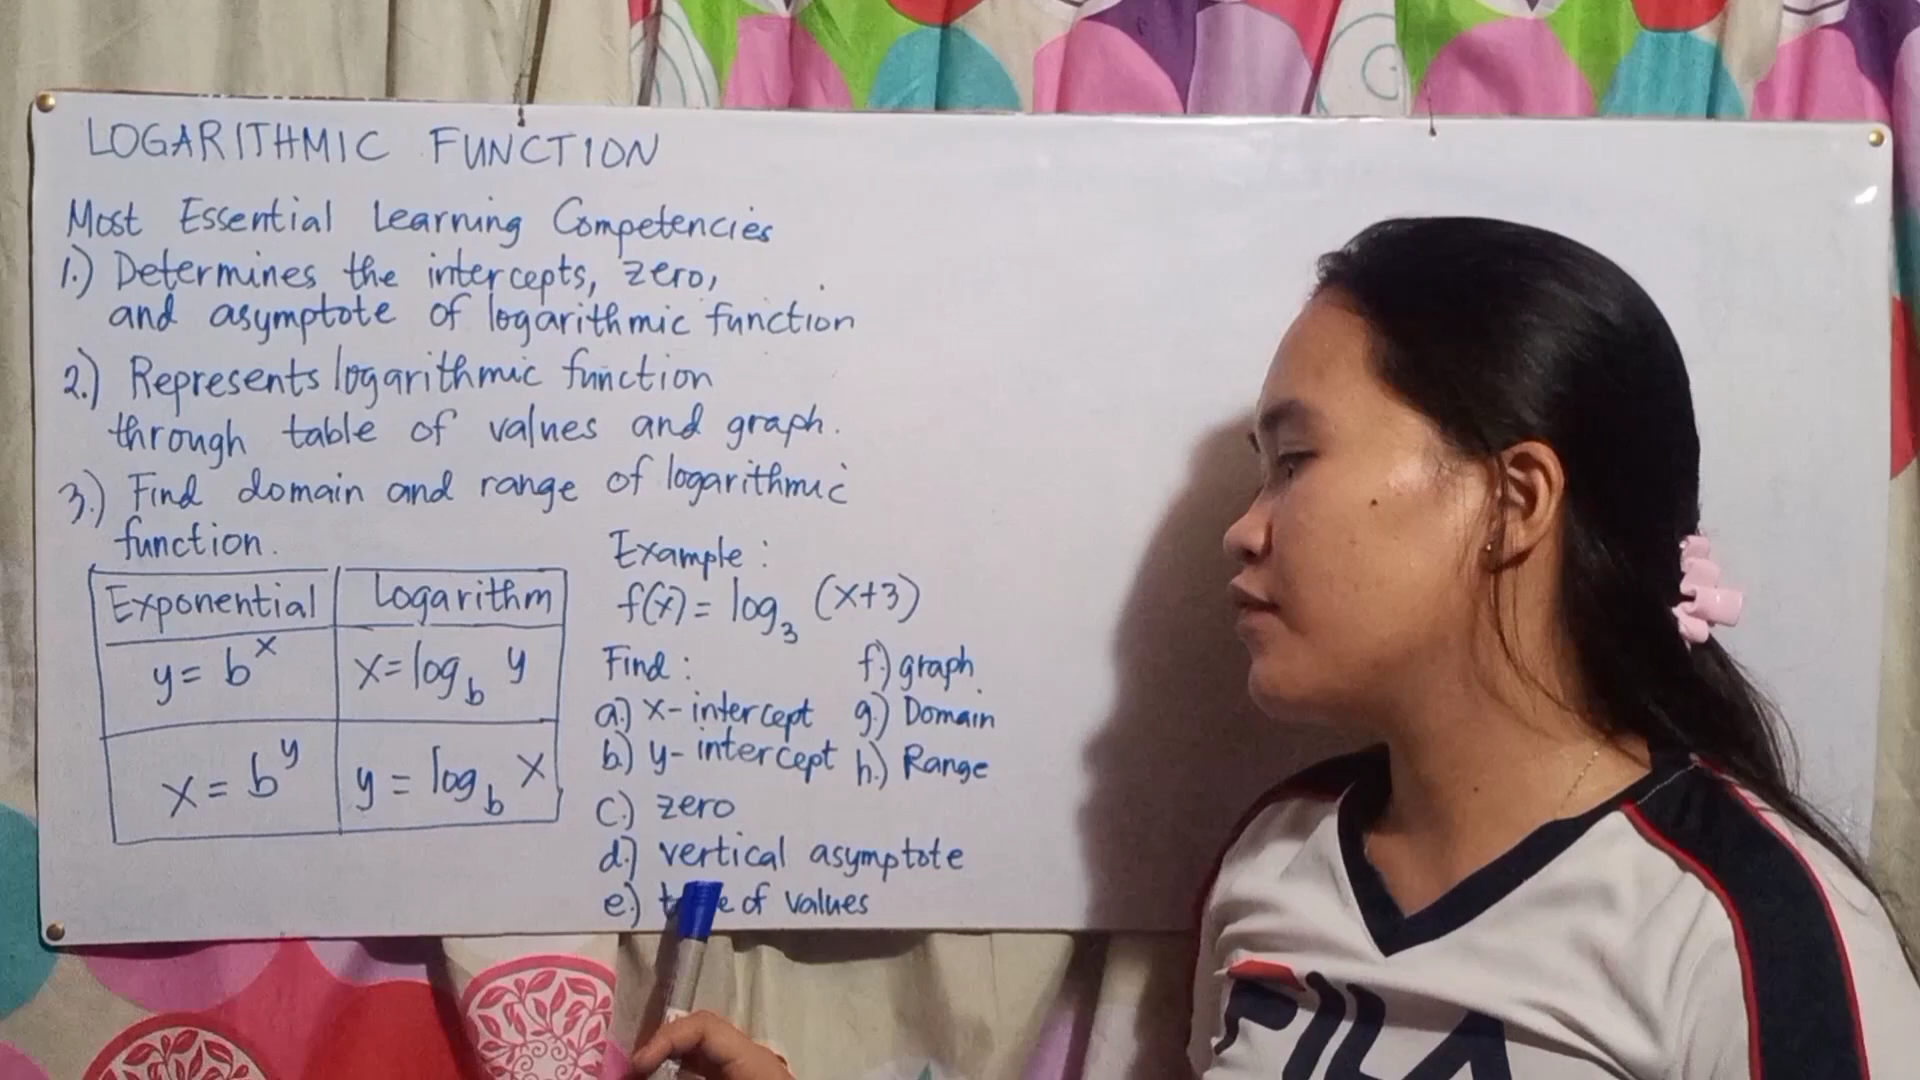 LOGARITHMIC FUNCTION
Most Essential Learning Competencies
1.) Determines the intercepts, zero,
and asymptote of logarithmic function
2.) Represents logarithmic function
through table of values and graph.
3.) Find domain and range of logarithmic
function.
Exponential Logarithm
y = b^x x = log_b y
x = b^y y = log_b x
Example:
f(x) = log_3 (x+3)
Find:
a.) x-intercept
b.) y-intercept
c.) zero
d.) vertical asymptote
e.) of values
f.) graph
g.) Domain
h.) Range
FILA